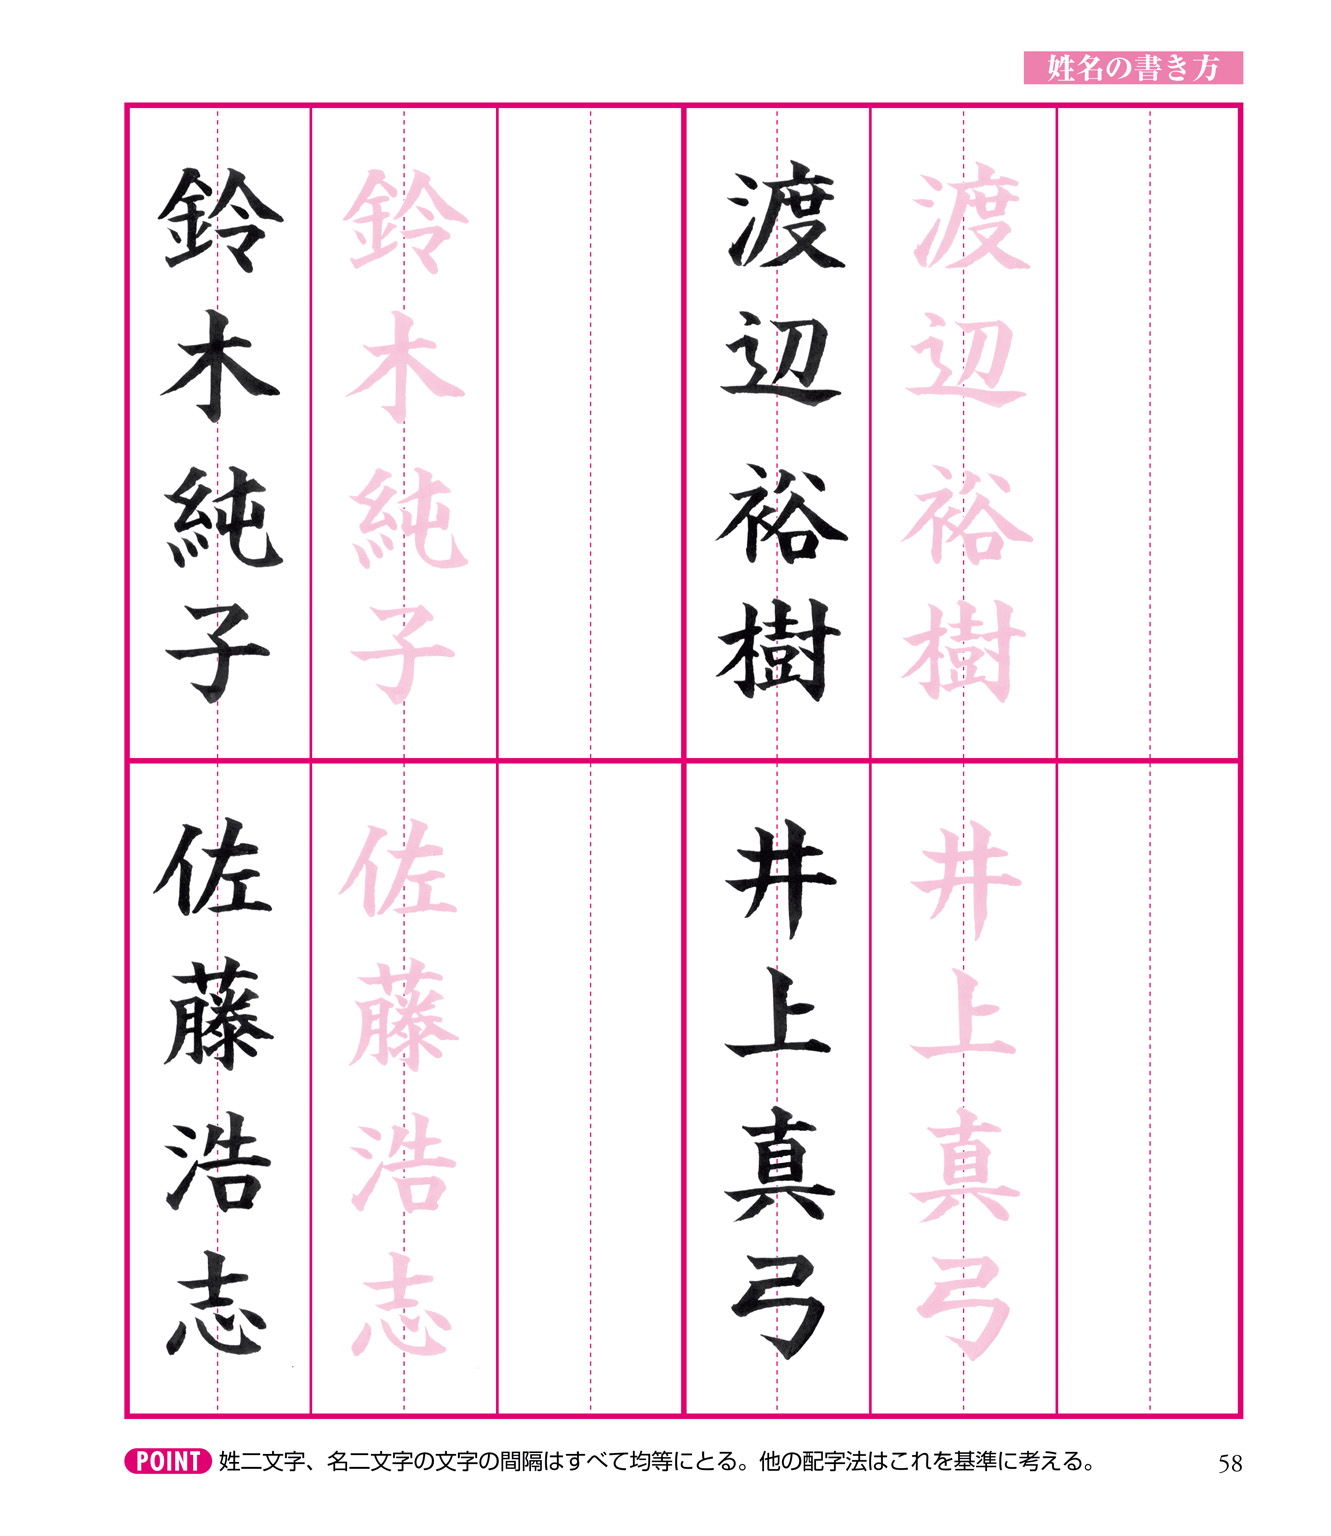 姓名の書き方
渡辺裕樹
渡辺裕樹
鈴木純子
鈴木純子
井上真弓
井上真弓
佐藤浩志
佐藤浩志
POINT 姓二文字、名二文字の文字の間隔はすべて均等にとる。他の配字法はこれを基準に考える。
58